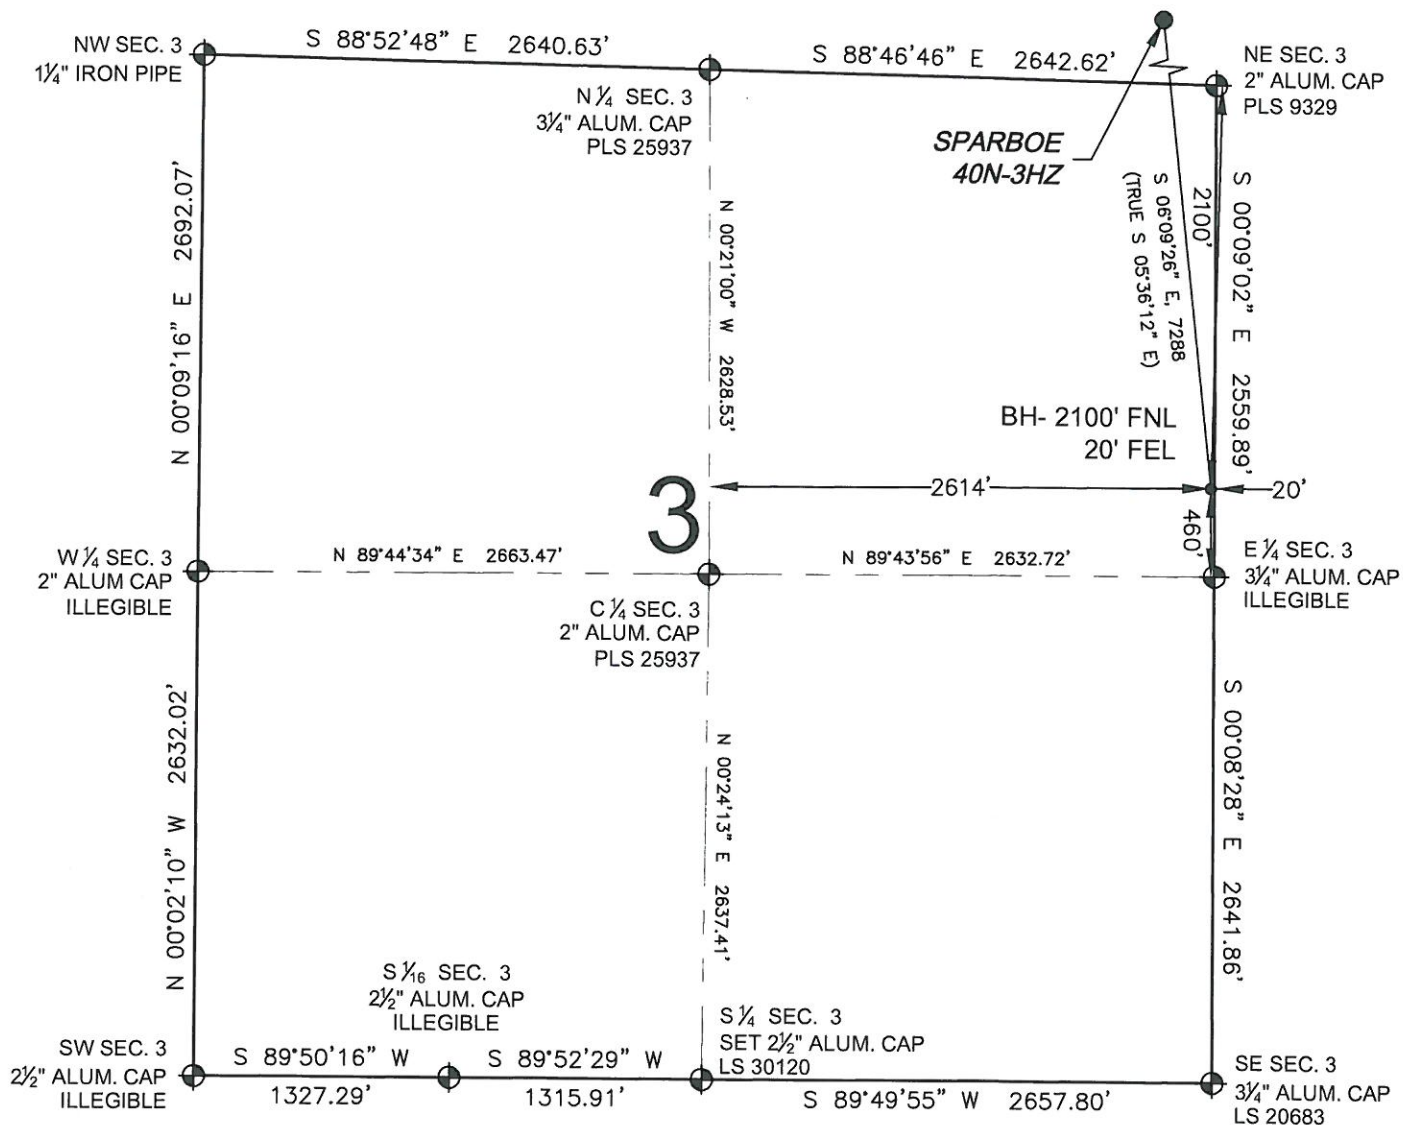 S 88°52'48" E 2640.63'
S 88°46'46" E 2642.62'
NW SEC. 3
1¼" IRON PIPE
N ¼ SEC. 3
3¼" ALUM. CAP
PLS 25937
NE SEC. 3
2" ALUM. CAP
PLS 9329
SPARBOE
40N-3HZ
N 00°09'16" E 2692.07'
N 00°21'00" W 2628.53'
S 06°09'26" E, 7288
(TRUE S 05°36'12" E)
2100'
S 00°09'02" E 2559.89'
BH- 2100' FNL
20' FEL
3
2614'
20'
460'
W ¼ SEC. 3
2" ALUM CAP
ILLEGIBLE
N 89°44'34" E 2663.47'
N 89°43'56" E 2632.72'
E ¼ SEC. 3
3¼" ALUM. CAP
ILLEGIBLE
C ¼ SEC. 3
2" ALUM. CAP
PLS 25937
N 00°02'10" W 2632.02'
N 00°24'13" E 2637.41'
S 00°08'28" E 2641.86'
S 1/16 SEC. 3
2½" ALUM. CAP
ILLEGIBLE
S ¼ SEC. 3
SET 2½" ALUM. CAP
LS 30120
SW SEC. 3
2½" ALUM. CAP
ILLEGIBLE
S 89°50'16" W
1327.29'
S 89°52'29" W
1315.91'
S 89°49'55" W 2657.80'
SE SEC. 3
3¼" ALUM. CAP
LS 20683